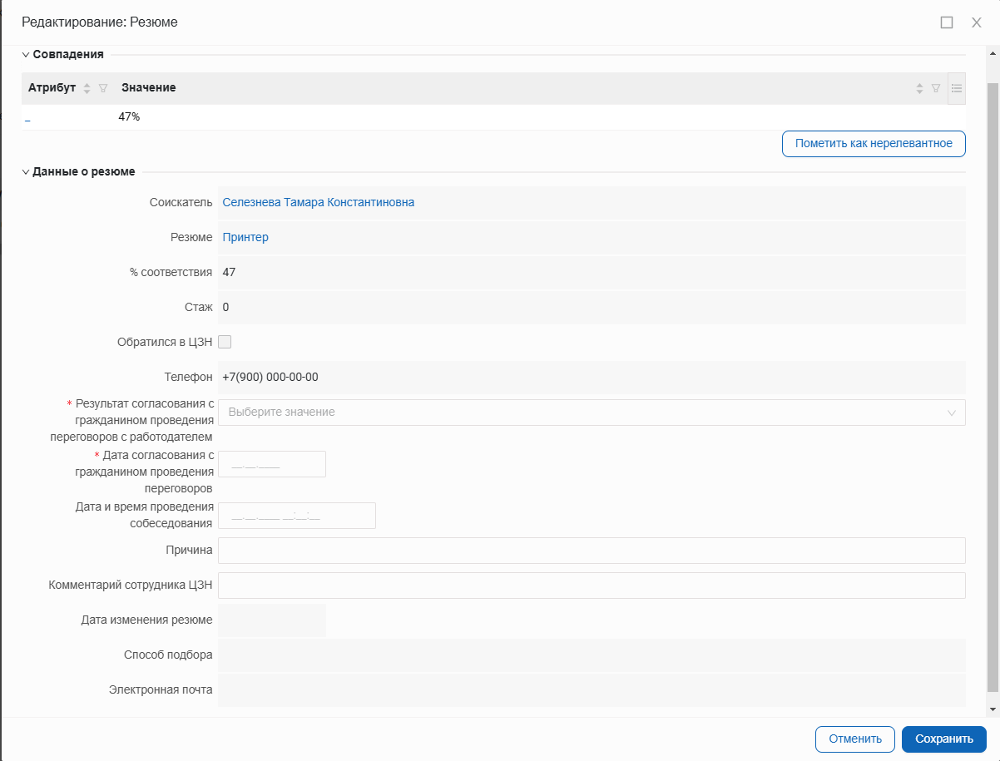 Редактирование: Резюме
Совпадения
Атрибут Значение
_ 47%
Пометить как нерелевантное
Данные о резюме
Соискатель Селезнева Тамара Константиновна
Резюме Принтер
% соответствия 47
Стаж 0
Обратился в ЦЗН
Телефон +7(900) 000-00-00
* Результат согласования с
гражданином проведения
переговоров с работодателем
Выберите значение
* Дата согласования с
гражданином проведения
переговоров
__.__.____
Дата и время проведения
собеседования
__.__.____ __:__:__
Причина
Комментарий сотрудника ЦЗН
Дата изменения резюме
Способ подбора
Электронная почта
Отменить Сохранить